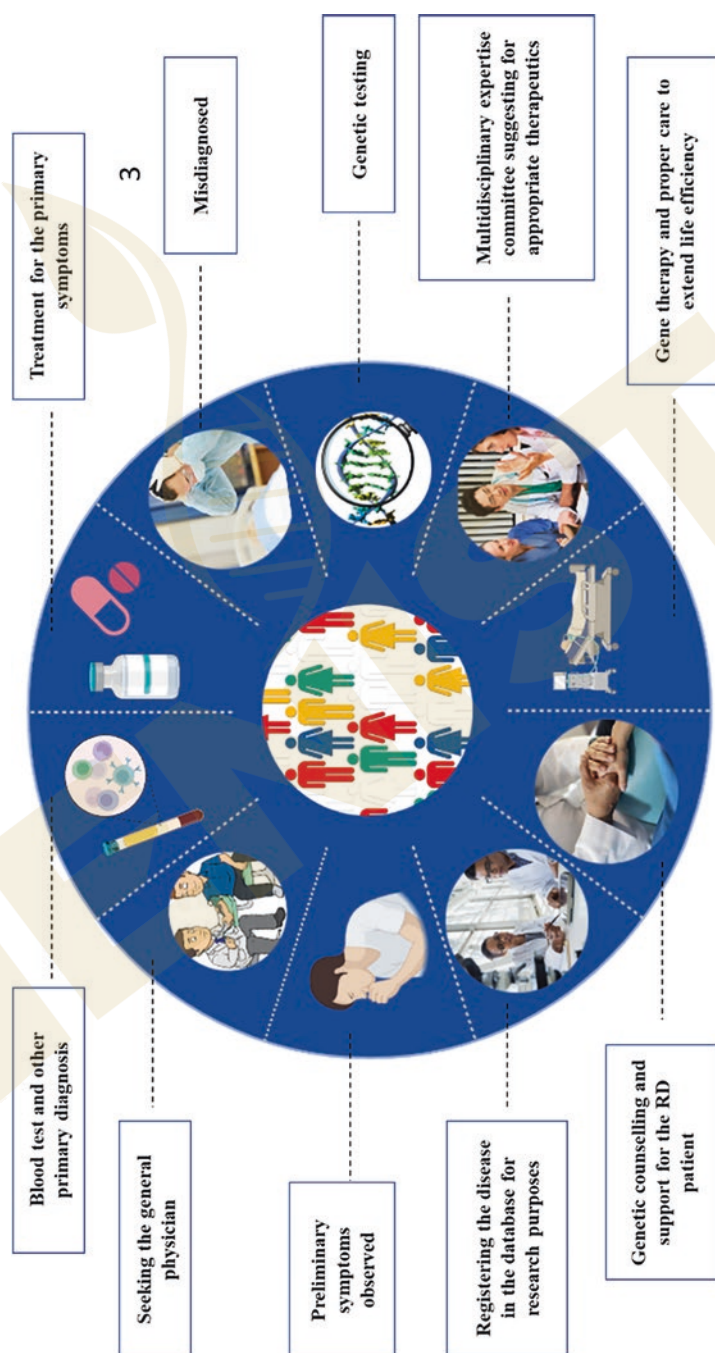 Blood test and other
primary diagnosis
Treatment for the primary
symptoms
3
Seeking the general
physician
Misdiagnosed
Preliminary
symptoms
observed
Genetic testing
Registering the disease
in the database for
research purposes
Multidisciplinary expertise
committee suggesting for
appropriate therapeutics
Genetic counselling and
support for the RD
patient
Gene therapy and proper care to
extend life efficiency